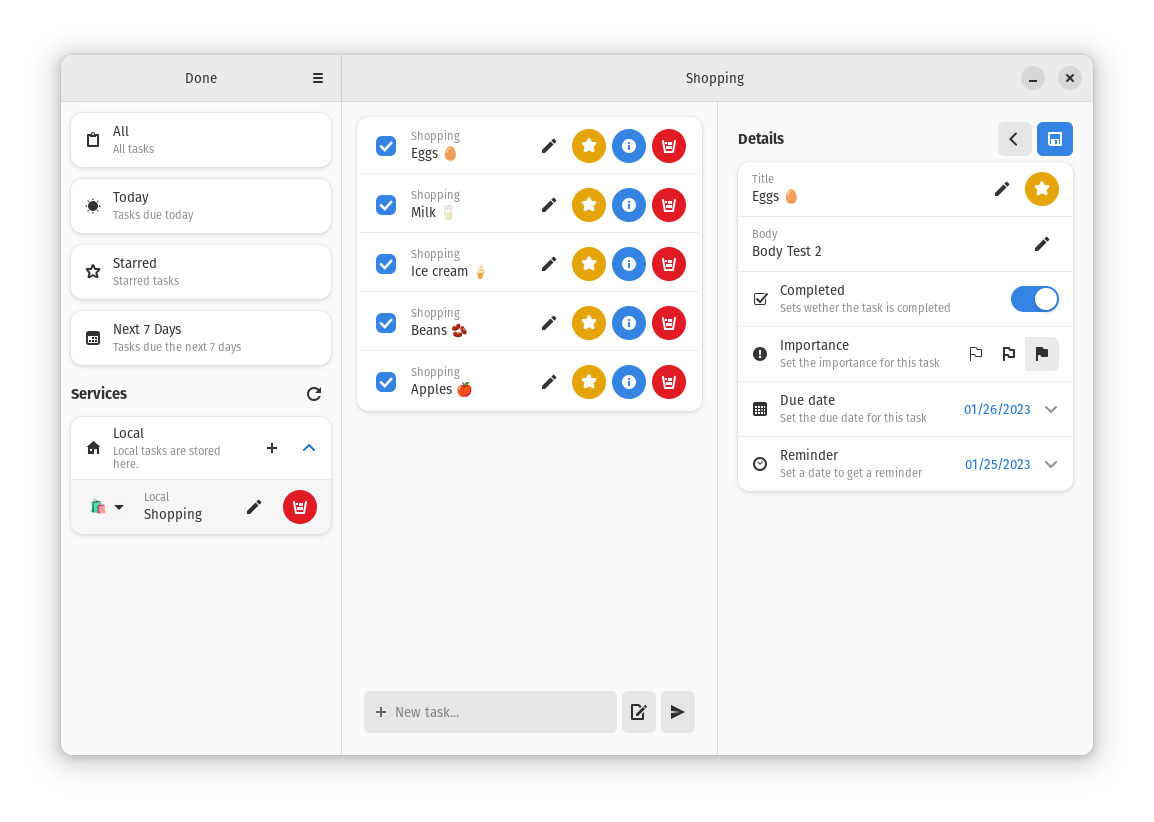 Done
Shopping
All
All tasks
Today
Tasks due today
Starred
Starred tasks
Next 7 Days
Tasks due the next 7 days
Services
Local
Local tasks are stored
here.
Local
Shopping
Shopping
Eggs 🥚
Shopping
Milk 🥛
Shopping
Ice cream 🍦
Shopping
Beans 🫘
Shopping
Apples 🍎
New task...
Details
Title
Eggs 🥚
Body
Body Test 2
Completed
Sets wether the task is completed
Importance
Set the importance for this task
Due date
Set the due date for this task
01/26/2023
Reminder
Set a date to get a reminder
01/25/2023